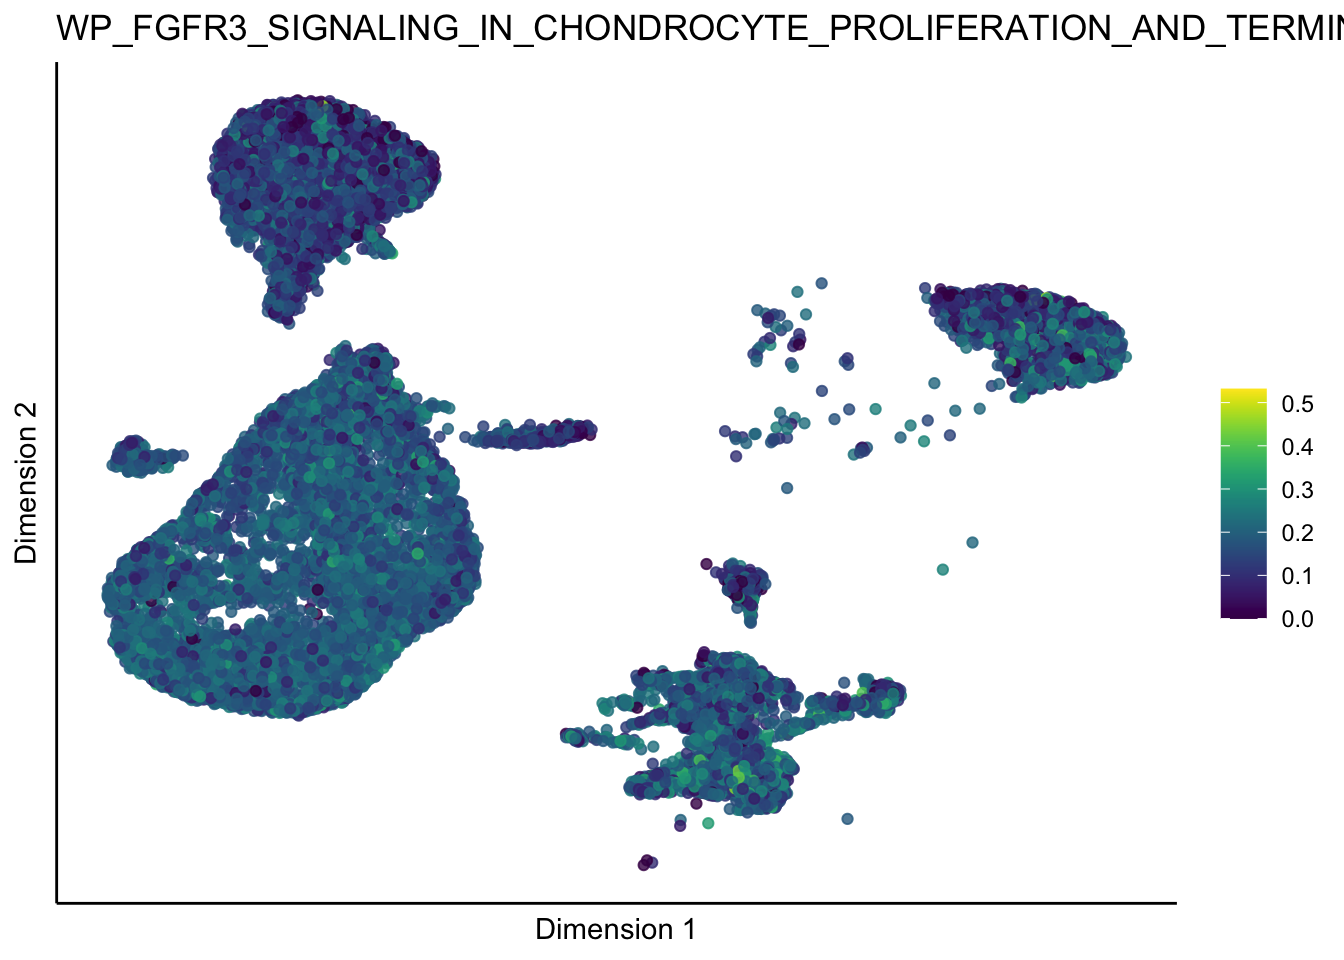 WP_FGFR3_SIGNALING_IN_CHONDROCYTE_PROLIFERATION_AND_TERMIN
Dimension 2
0.5
0.4
0.3
0.2
0.1
0.0
Dimension 1